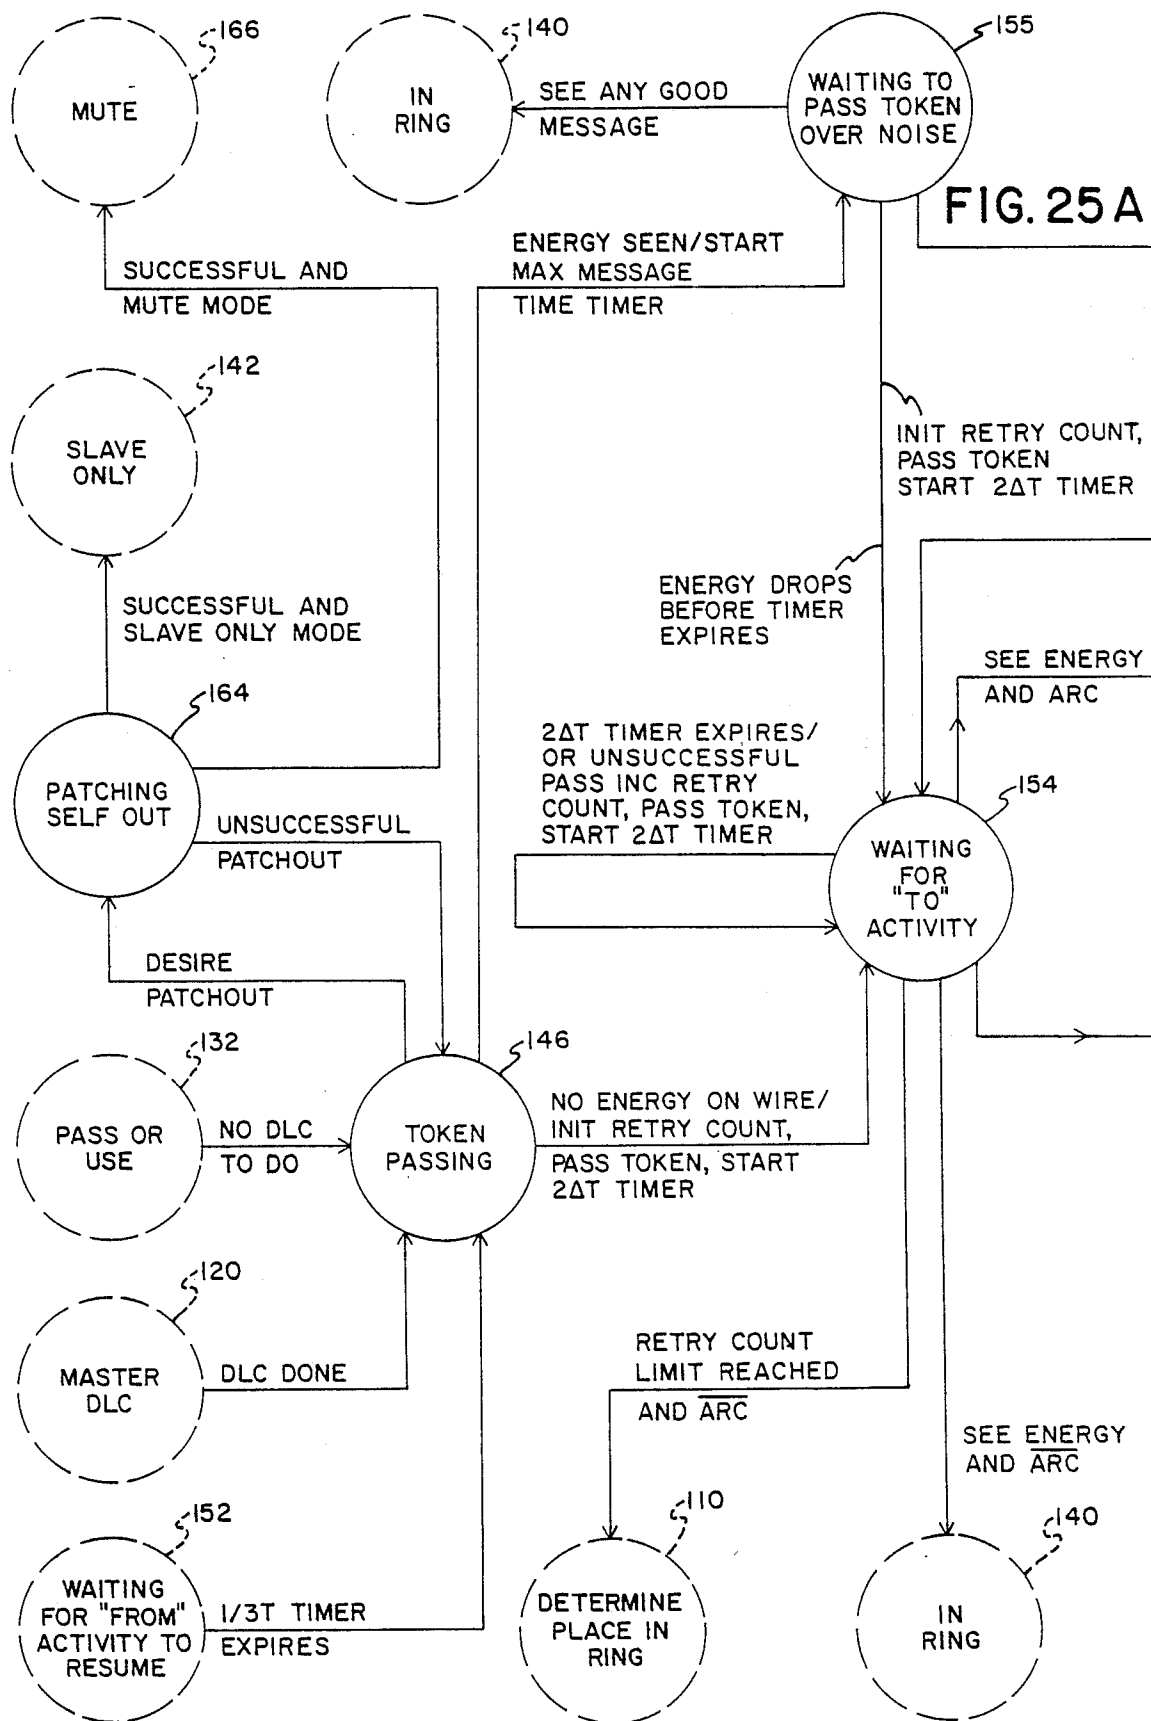 166
MUTE
140
IN
RING
SEE ANY GOOD
MESSAGE
155
WAITING TO
PASS TOKEN
OVER NOISE
FIG. 25A
SUCCESSFUL AND
MUTE MODE
ENERGY SEEN/START
MAX MESSAGE
TIME TIMER
142
SLAVE
ONLY
INIT RETRY COUNT,
PASS TOKEN
START 2ΔT TIMER
SUCCESSFUL AND
SLAVE ONLY MODE
ENERGY DROPS
BEFORE TIMER
EXPIRES
SEE ENERGY
AND ARC
164
PATCHING
SELF OUT
2ΔT TIMER EXPIRES/
OR UNSUCCESSFUL
PASS INC RETRY
COUNT, PASS TOKEN,
START 2ΔT TIMER
154
WAITING
FOR
"TO"
ACTIVITY
UNSUCCESSFUL
PATCHOUT
DESIRE
PATCHOUT
132
PASS OR
USE
NO DLC
TO DO
146
TOKEN
PASSING
NO ENERGY ON WIRE/
INIT RETRY COUNT,
PASS TOKEN, START
2ΔT TIMER
120
MASTER
DLC
DLC DONE
RETRY COUNT
LIMIT REACHED
AND A̅R̅C̅
SEE ENERGY
AND A̅R̅C̅
152
WAITING
FOR "FROM"
ACTIVITY TO
RESUME
1/3T TIMER
EXPIRES
110
DETERMINE
PLACE IN
RING
140
IN
RING